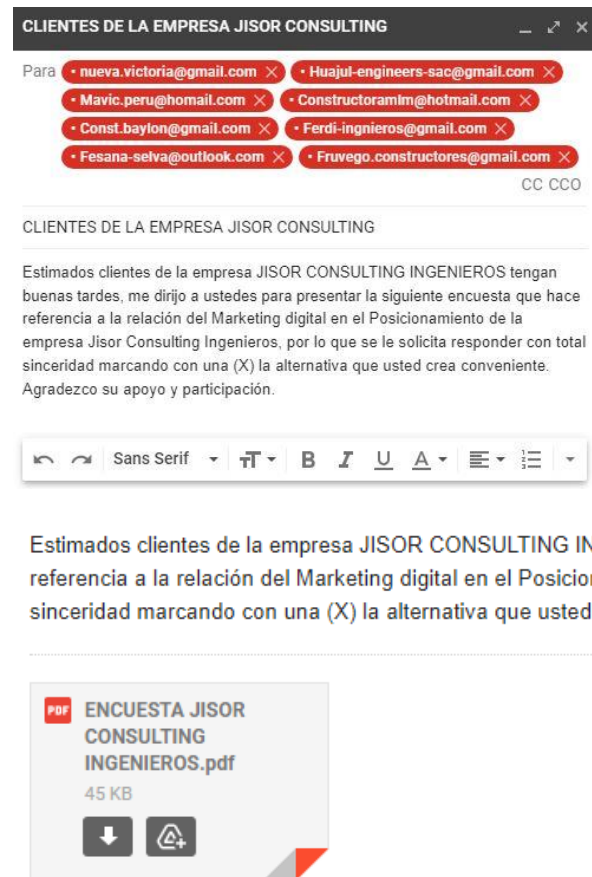 CLIENTES DE LA EMPRESA JISOR CONSULTING
Para • nueva.victoria@gmail.com • Huajul-engineers-sac@gmail.com
• Mavic.peru@homail.com • Constructoramlm@hotmail.com
• Const.baylon@gmail.com • Ferdi-ingnieros@gmail.com
• Fesana-selva@outlook.com • Fruvego.constructores@gmail.com
CC CCO
CLIENTES DE LA EMPRESA JISOR CONSULTING
Estimados clientes de la empresa JISOR CONSULTING INGENIEROS tengan
buenas tardes, me dirijo a ustedes para presentar la siguiente encuesta que hace
referencia a la relación del Marketing digital en el Posicionamiento de la
empresa Jisor Consulting Ingenieros, por lo que se le solicita responder con total
sinceridad marcando con una (X) la alternativa que usted crea conveniente.
Agradezco su apoyo y participación.
Sans Serif B I U A
Estimados clientes de la empresa JISOR CONSULTING IN
referencia a la relación del Marketing digital en el Posicio
sinceridad marcando con una (X) la alternativa que usted
PDF ENCUESTA JISOR
CONSULTING
INGENIEROS.pdf
45 KB